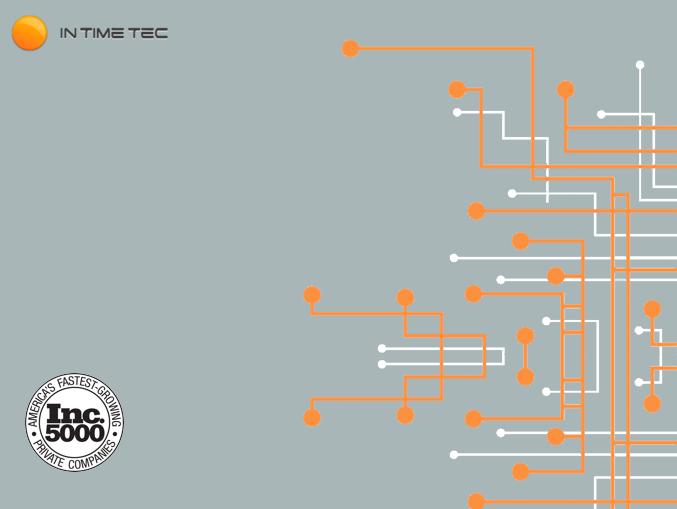 IN TIME TEC
AMERICA'S FASTEST-GROWING
Inc.
5000
• PRIVATE COMPANIES •